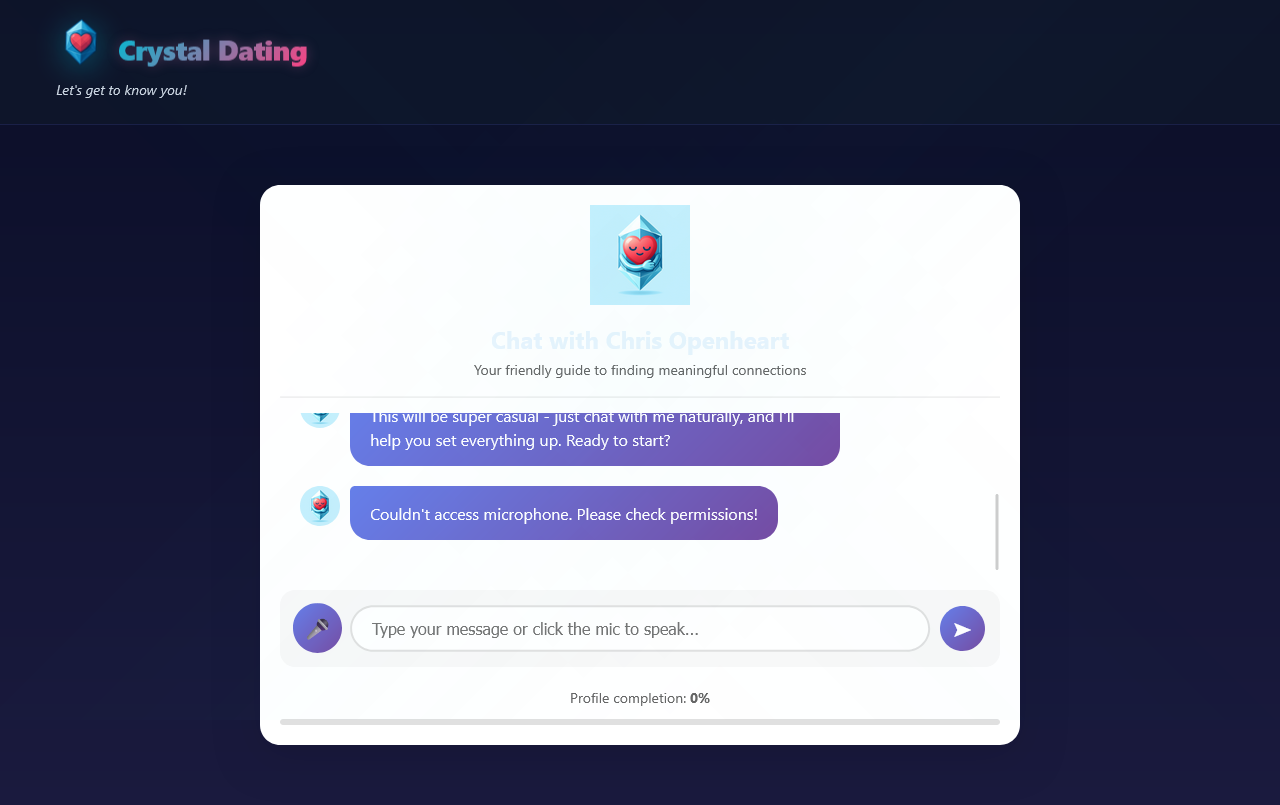 Crystal Dating
Let's get to know you!
Chat with Chris Openheart
Your friendly guide to finding meaningful connections
This will be super casual - just chat with me naturally, and I'll
help you set everything up. Ready to start?
Couldn't access microphone. Please check permissions!
Type your message or click the mic to speak...
Profile completion: 0%